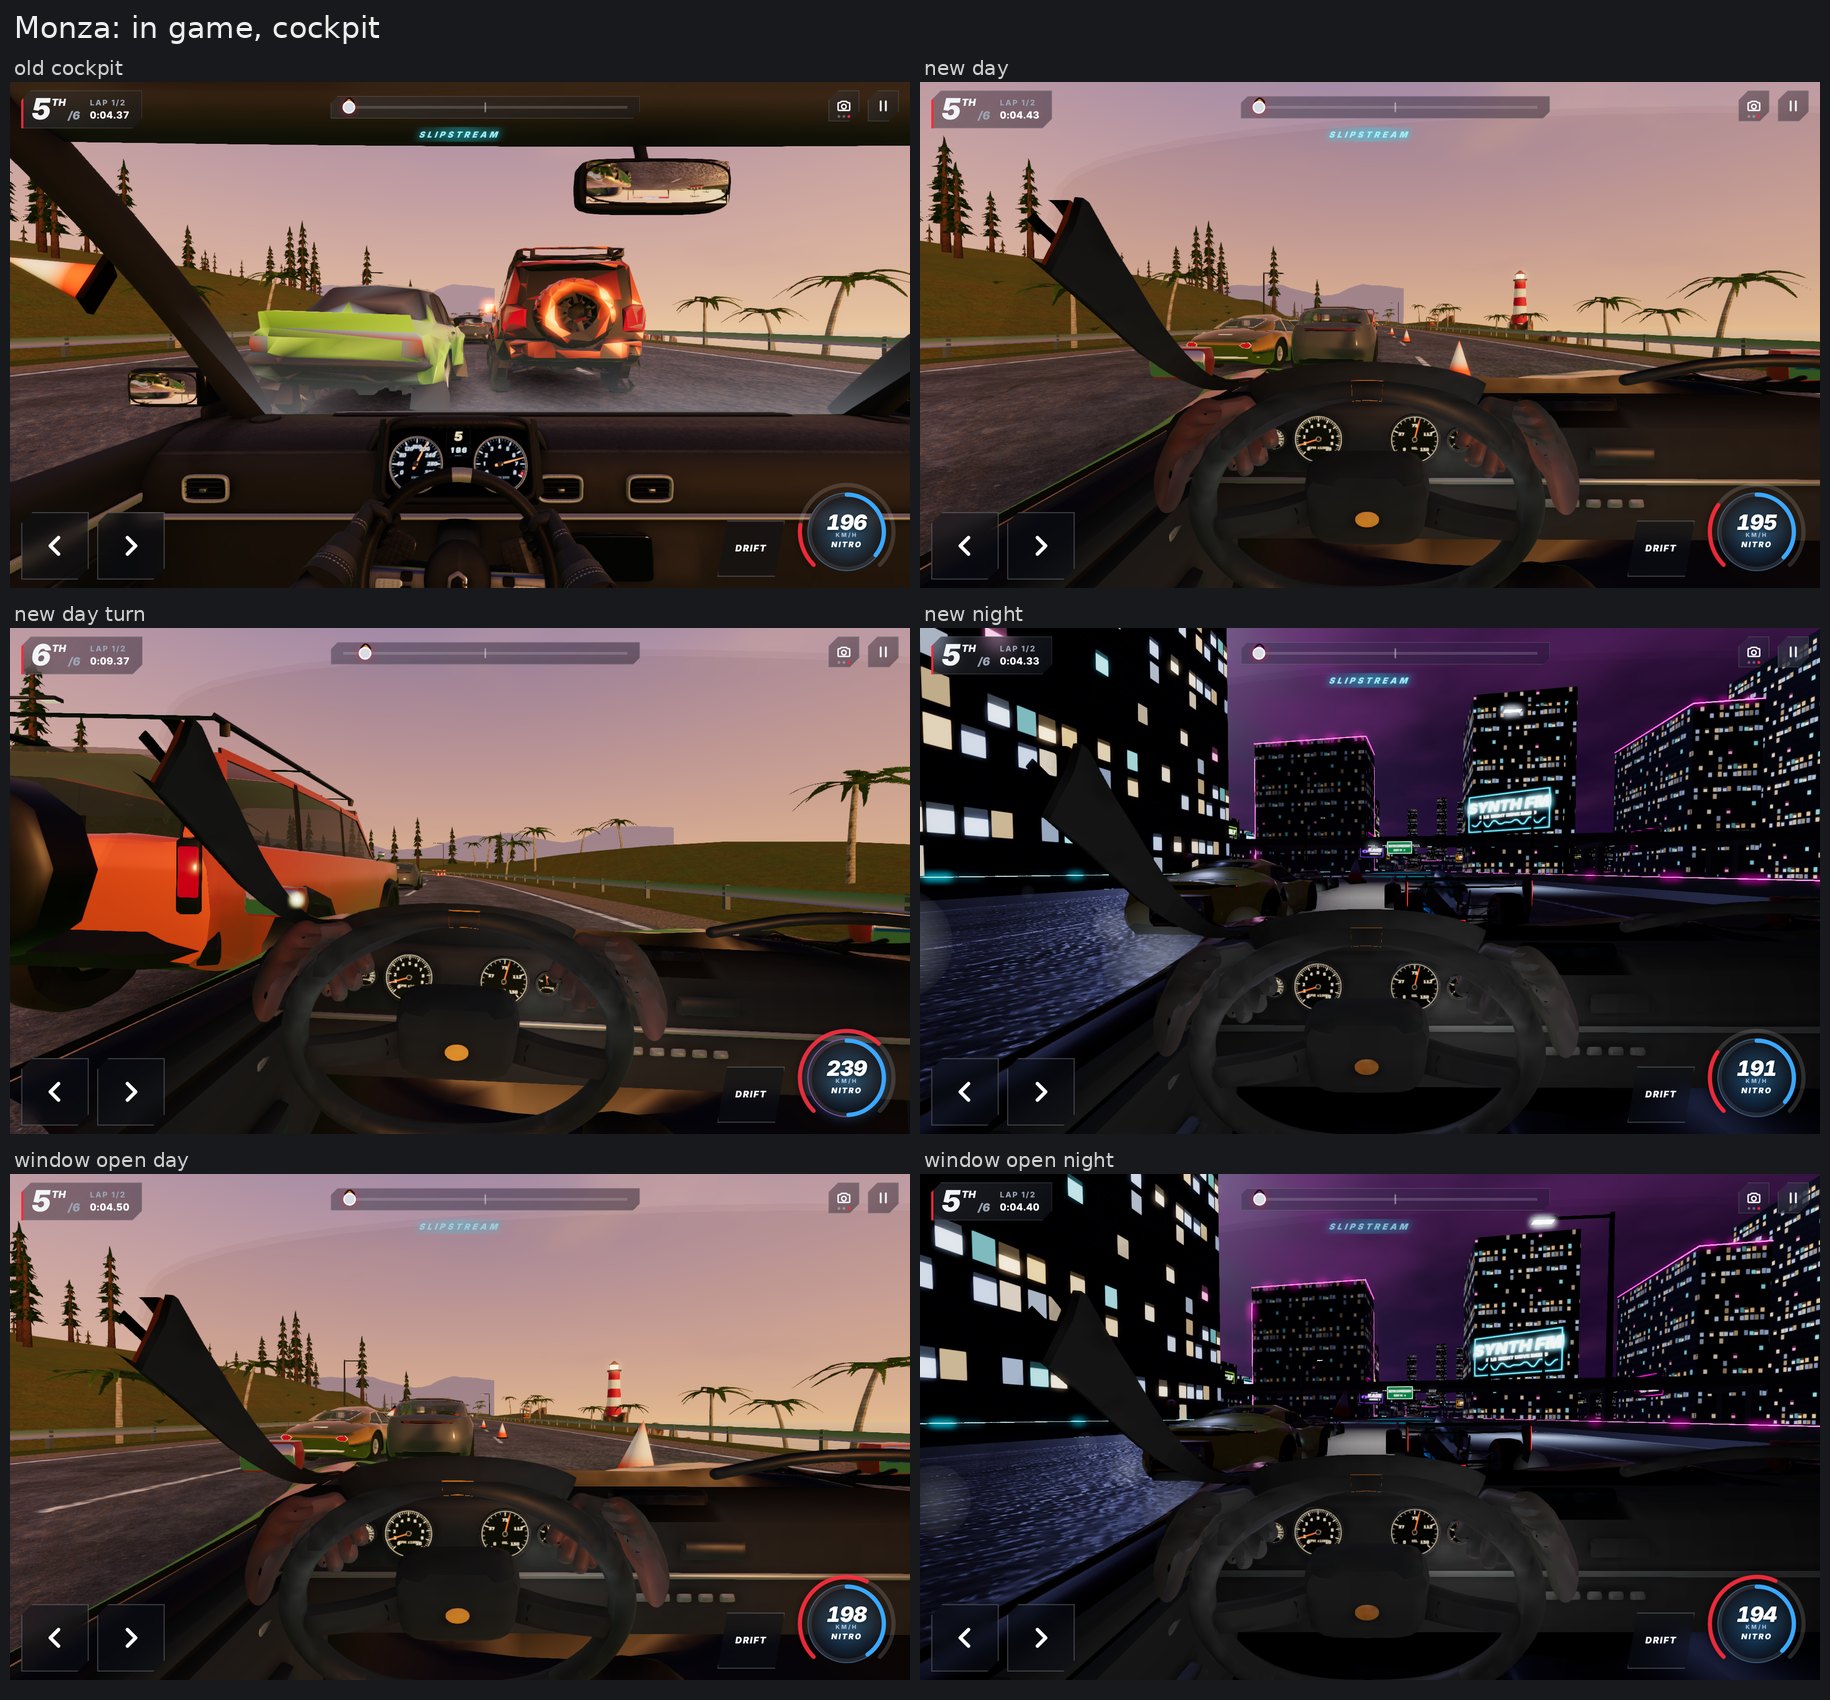 Monza: in game, cockpit
old cockpit
5TH /6 LAP 1/2 0:04.37
SLIPSTREAM
5
196
DRIFT
196 KM/H NITRO
new day
5TH /6 LAP 1/2 0:04.43
SLIPSTREAM
DRIFT
195 KM/H NITRO
new day turn
6TH /6 LAP 1/2 0:09.37
DRIFT
239 KM/H NITRO
new night
5TH /6 LAP 1/2 0:04.33
SLIPSTREAM
SYNTH FM
DRIFT
191 KM/H NITRO
window open day
5TH /6 LAP 1/2 0:04.50
SLIPSTREAM
DRIFT
198 KM/H NITRO
window open night
5TH /6 LAP 1/2 0:04.40
SLIPSTREAM
SYNTH FM
DRIFT
194 KM/H NITRO